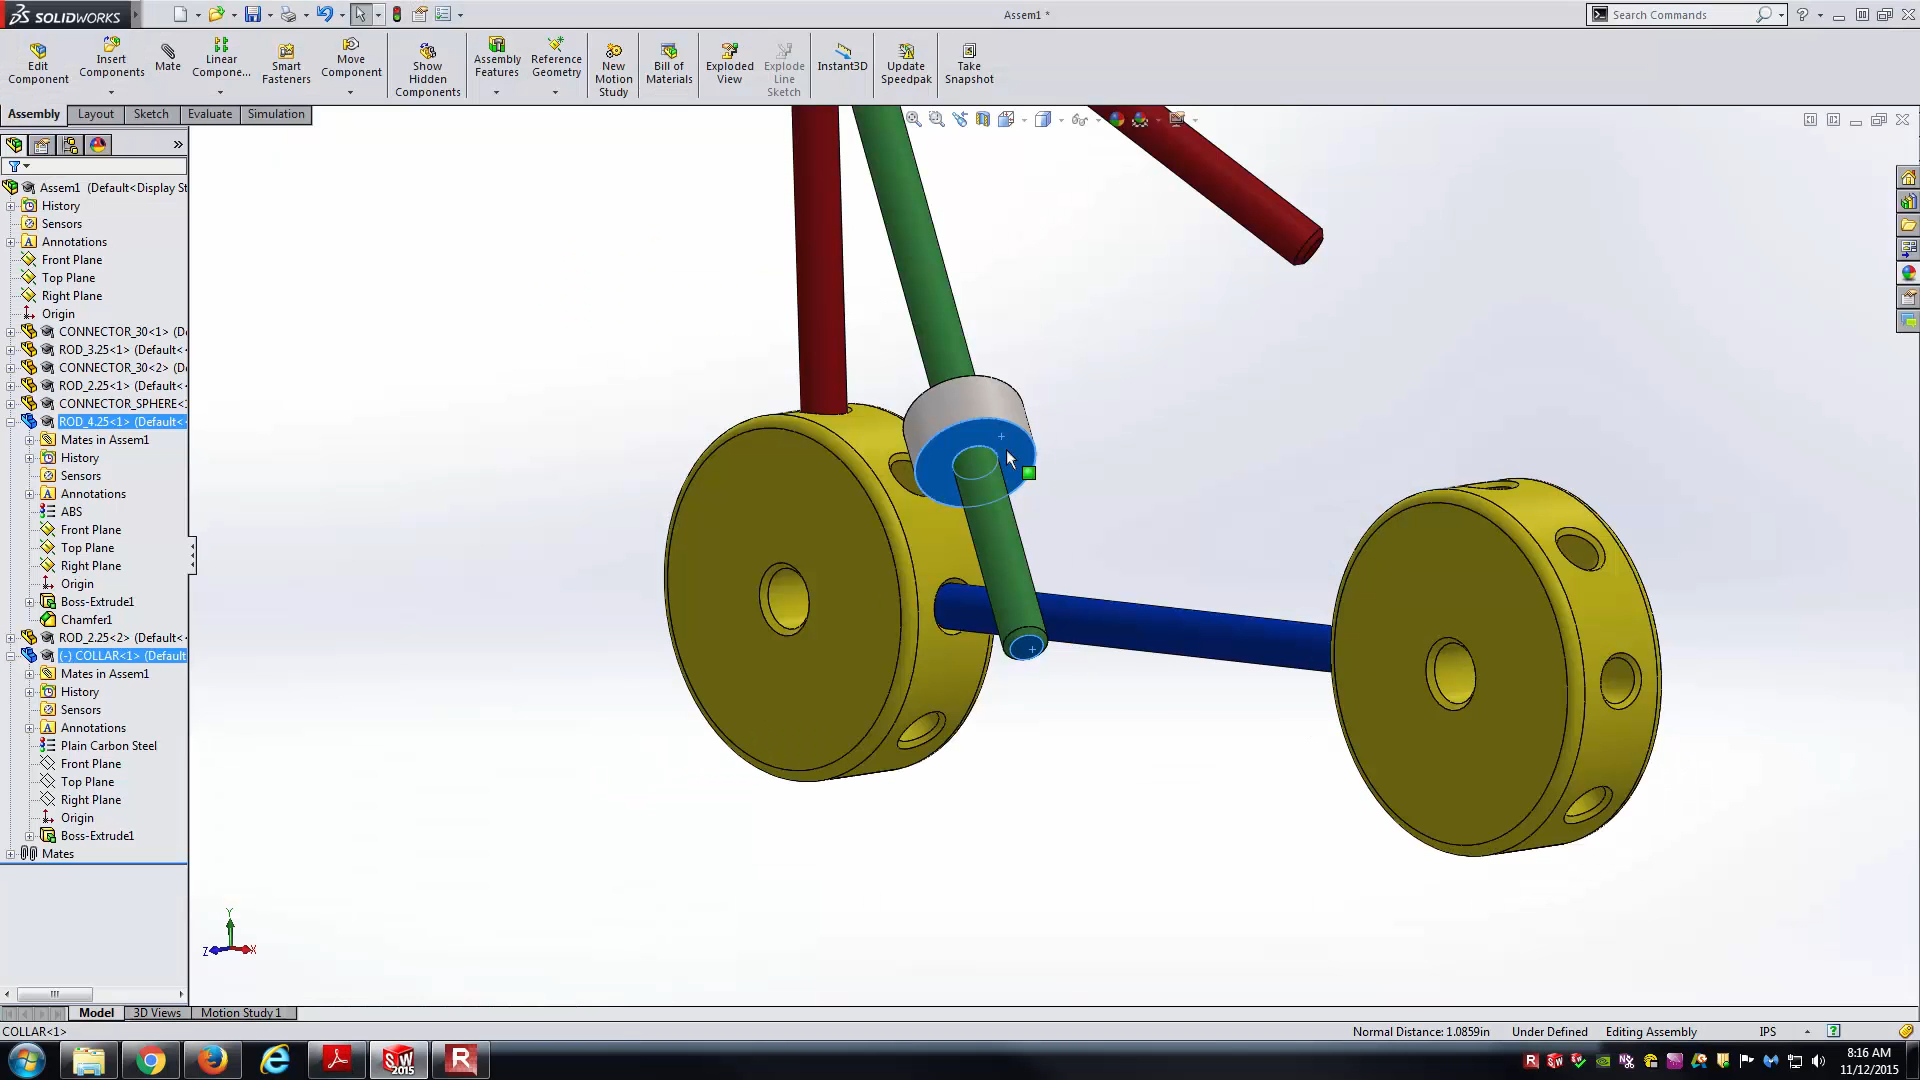 SOLIDWORKS
Assem1 *
Search Commands
Edit Component
Insert Components
Mate
Linear Compone...
Smart Fasteners
Move Component
Show Hidden Components
Assembly Features
Reference Geometry
New Motion Study
Bill of Materials
Exploded View
Explode Line Sketch
Instant3D
Update Speedpak
Take Snapshot
Assembly
Layout
Sketch
Evaluate
Simulation
Assem1 (Default<Display St
History
Sensors
Annotations
Front Plane
Top Plane
Right Plane
Origin
CONNECTOR_30<1> (D
ROD_3.25<1> (Default<
CONNECTOR_30<2> (D
ROD_2.25<1> (Default<
CONNECTOR_SPHERE<
ROD_4.25<1> (Default<
Mates in Assem1
History
Sensors
Annotations
ABS
Front Plane
Top Plane
Right Plane
Origin
Boss-Extrude1
Chamfer1
ROD_2.25<2> (Default<
(-) COLLAR<1> (Default
Mates in Assem1
History
Sensors
Annotations
Plain Carbon Steel
Front Plane
Top Plane
Right Plane
Origin
Boss-Extrude1
Mates
Y
Z
X
Model
3D Views
Motion Study 1
COLLAR<1>
Normal Distance: 1.0859in
Under Defined
Editing Assembly
IPS
SW
2015
R
8:16 AM
11/12/2015